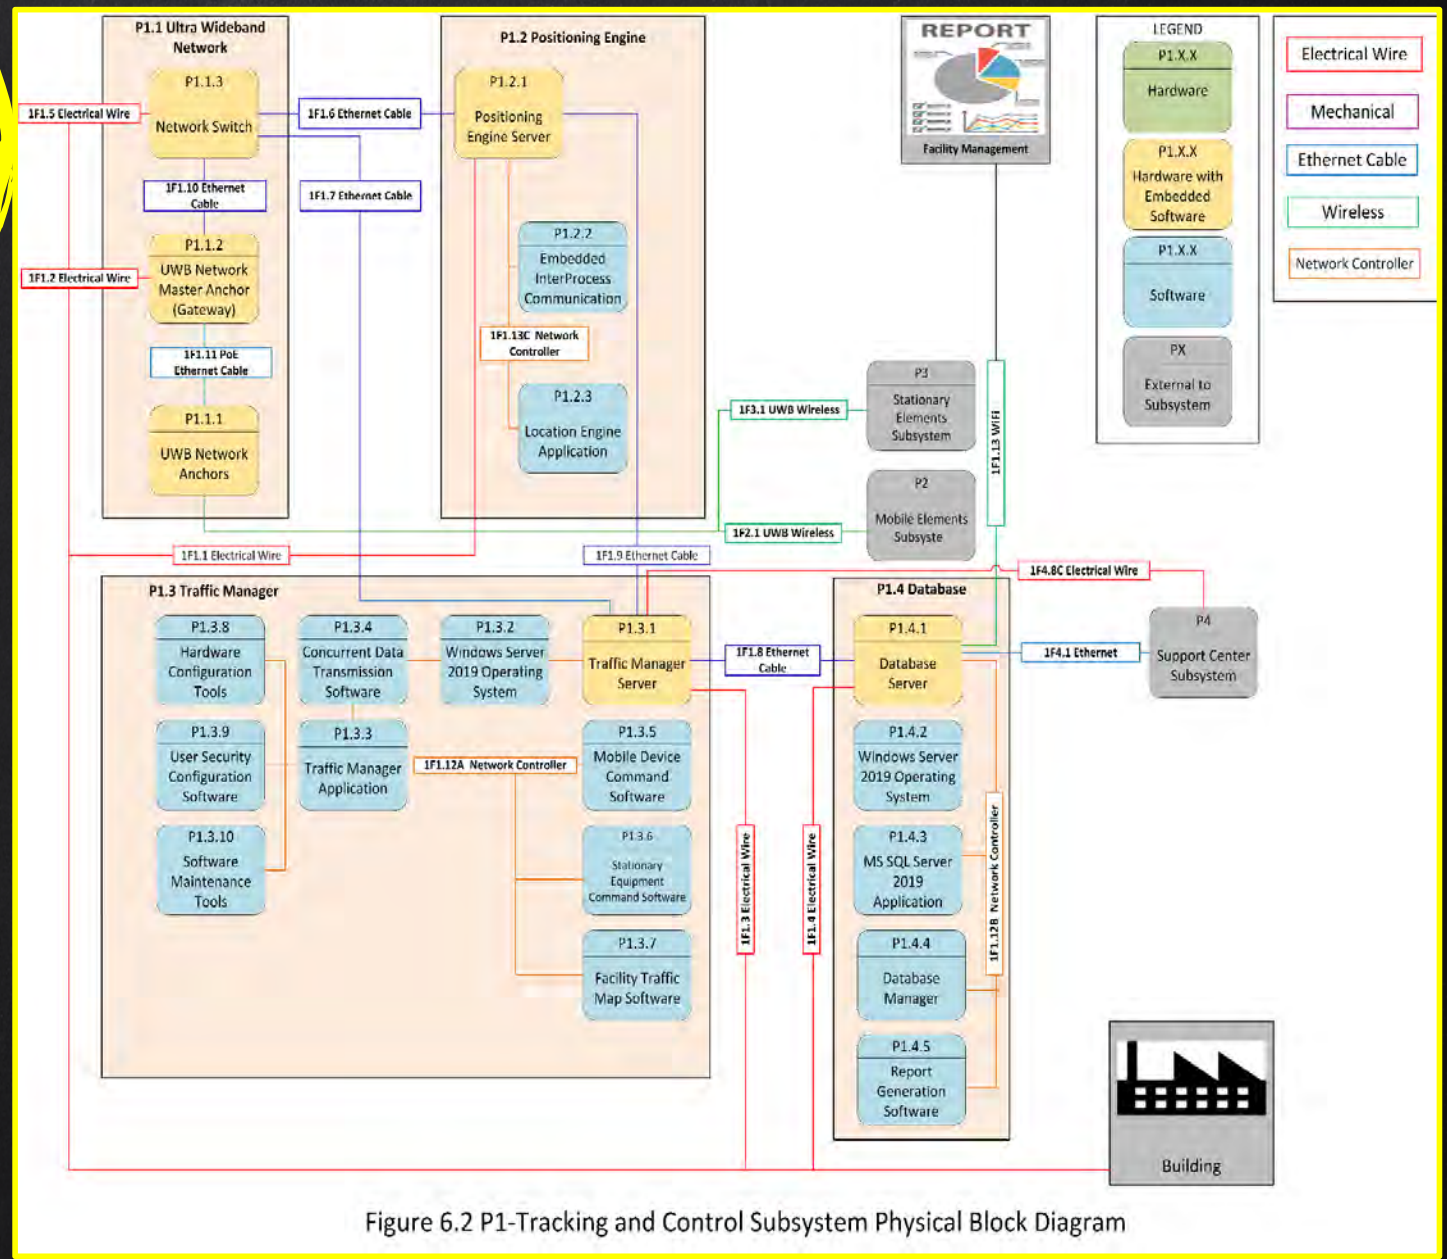 P1.1 Ultra Wideband
Network
P1.1.3
Network Switch
1F1.5 Electrical Wire
1F1.10 Ethernet
Cable
P1.1.2
UWB Network
Master Anchor
(Gateway)
1F1.2 Electrical Wire
1F1.11 PoE
Ethernet Cable
P1.1.1
UWB Network
Anchors
1F1.6 Ethernet Cable
1F1.7 Ethernet Cable
P1.2 Positioning Engine
P1.2.1
Positioning
Engine Server
P1.2.2
Embedded
InterProcess
Communication
1F1.13C Network
Controller
P1.2.3
Location Engine
Application
REPORT
Facility Management
LEGEND
P1.X.X
Hardware
P1.X.X
Hardware with
Embedded
Software
P1.X.X
Software
PX
External to
Subsystem
Electrical Wire
Mechanical
Ethernet Cable
Wireless
Network Controller
1F3.1 UWB Wireless
P3
Stationary
Elements
Subsystem
1F2.1 UWB Wireless
P2
Mobile Elements
Subsyste
1F1.13 WiFi
1F1.1 Electrical Wire
1F1.9 Ethernet Cable
1F4.8C Electrical Wire
P1.3 Traffic Manager
P1.3.8
Hardware
Configuration
Tools
P1.3.4
Concurrent Data
Transmission
Software
P1.3.2
Windows Server
2019 Operating
System
P1.3.1
Traffic Manager
Server
P1.3.9
User Security
Configuration
Software
P1.3.3
Traffic Manager
Application
1F1.12A Network Controller
P1.3.5
Mobile Device
Command
Software
P1.3.10
Software
Maintenance
Tools
P1.3.6
Stationary
Equipment
Command Software
P1.3.7
Facility Traffic
Map Software
1F1.8 Ethernet
Cable
1F1.3 Electrical Wire
1F1.4 Electrical Wire
P1.4 Database
P1.4.1
Database
Server
P1.4.2
Windows Server
2019 Operating
System
P1.4.3
MS SQL Server
2019
Application
P1.4.4
Database
Manager
P1.4.5
Report
Generation
Software
1F1.12B Network Controller
1F4.1 Ethernet
P4
Support Center
Subsystem
Building
Figure 6.2 P1-Tracking and Control Subsystem Physical Block Diagram